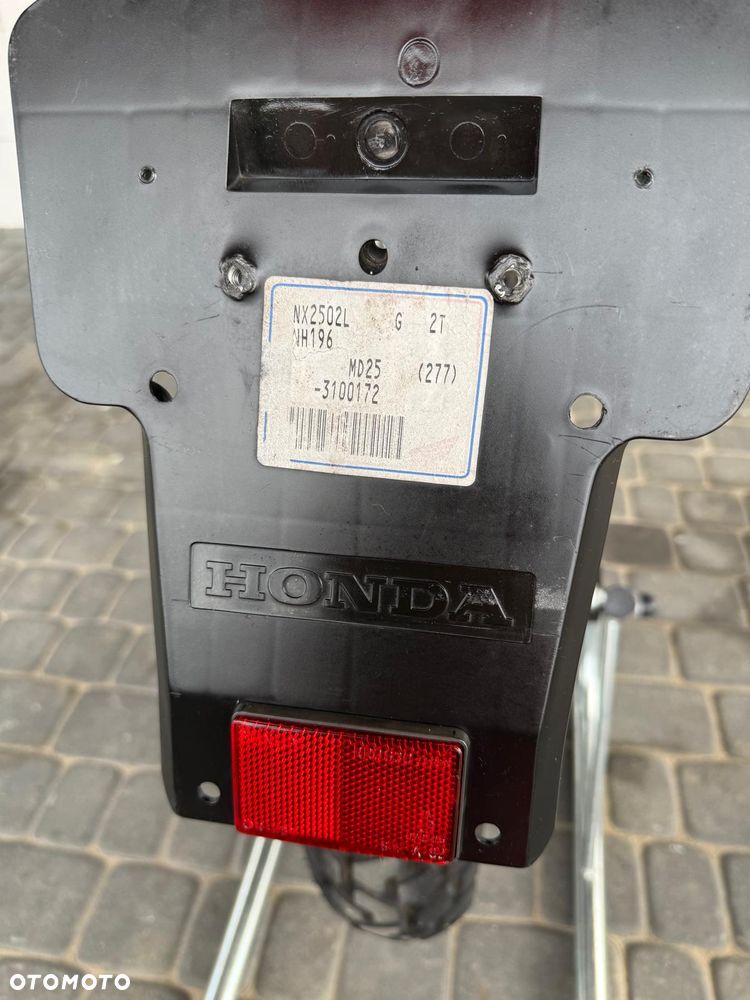 NX2502L G 2T
NH196
MD25 (277)
-3100172
HONDA
OTOMOTO